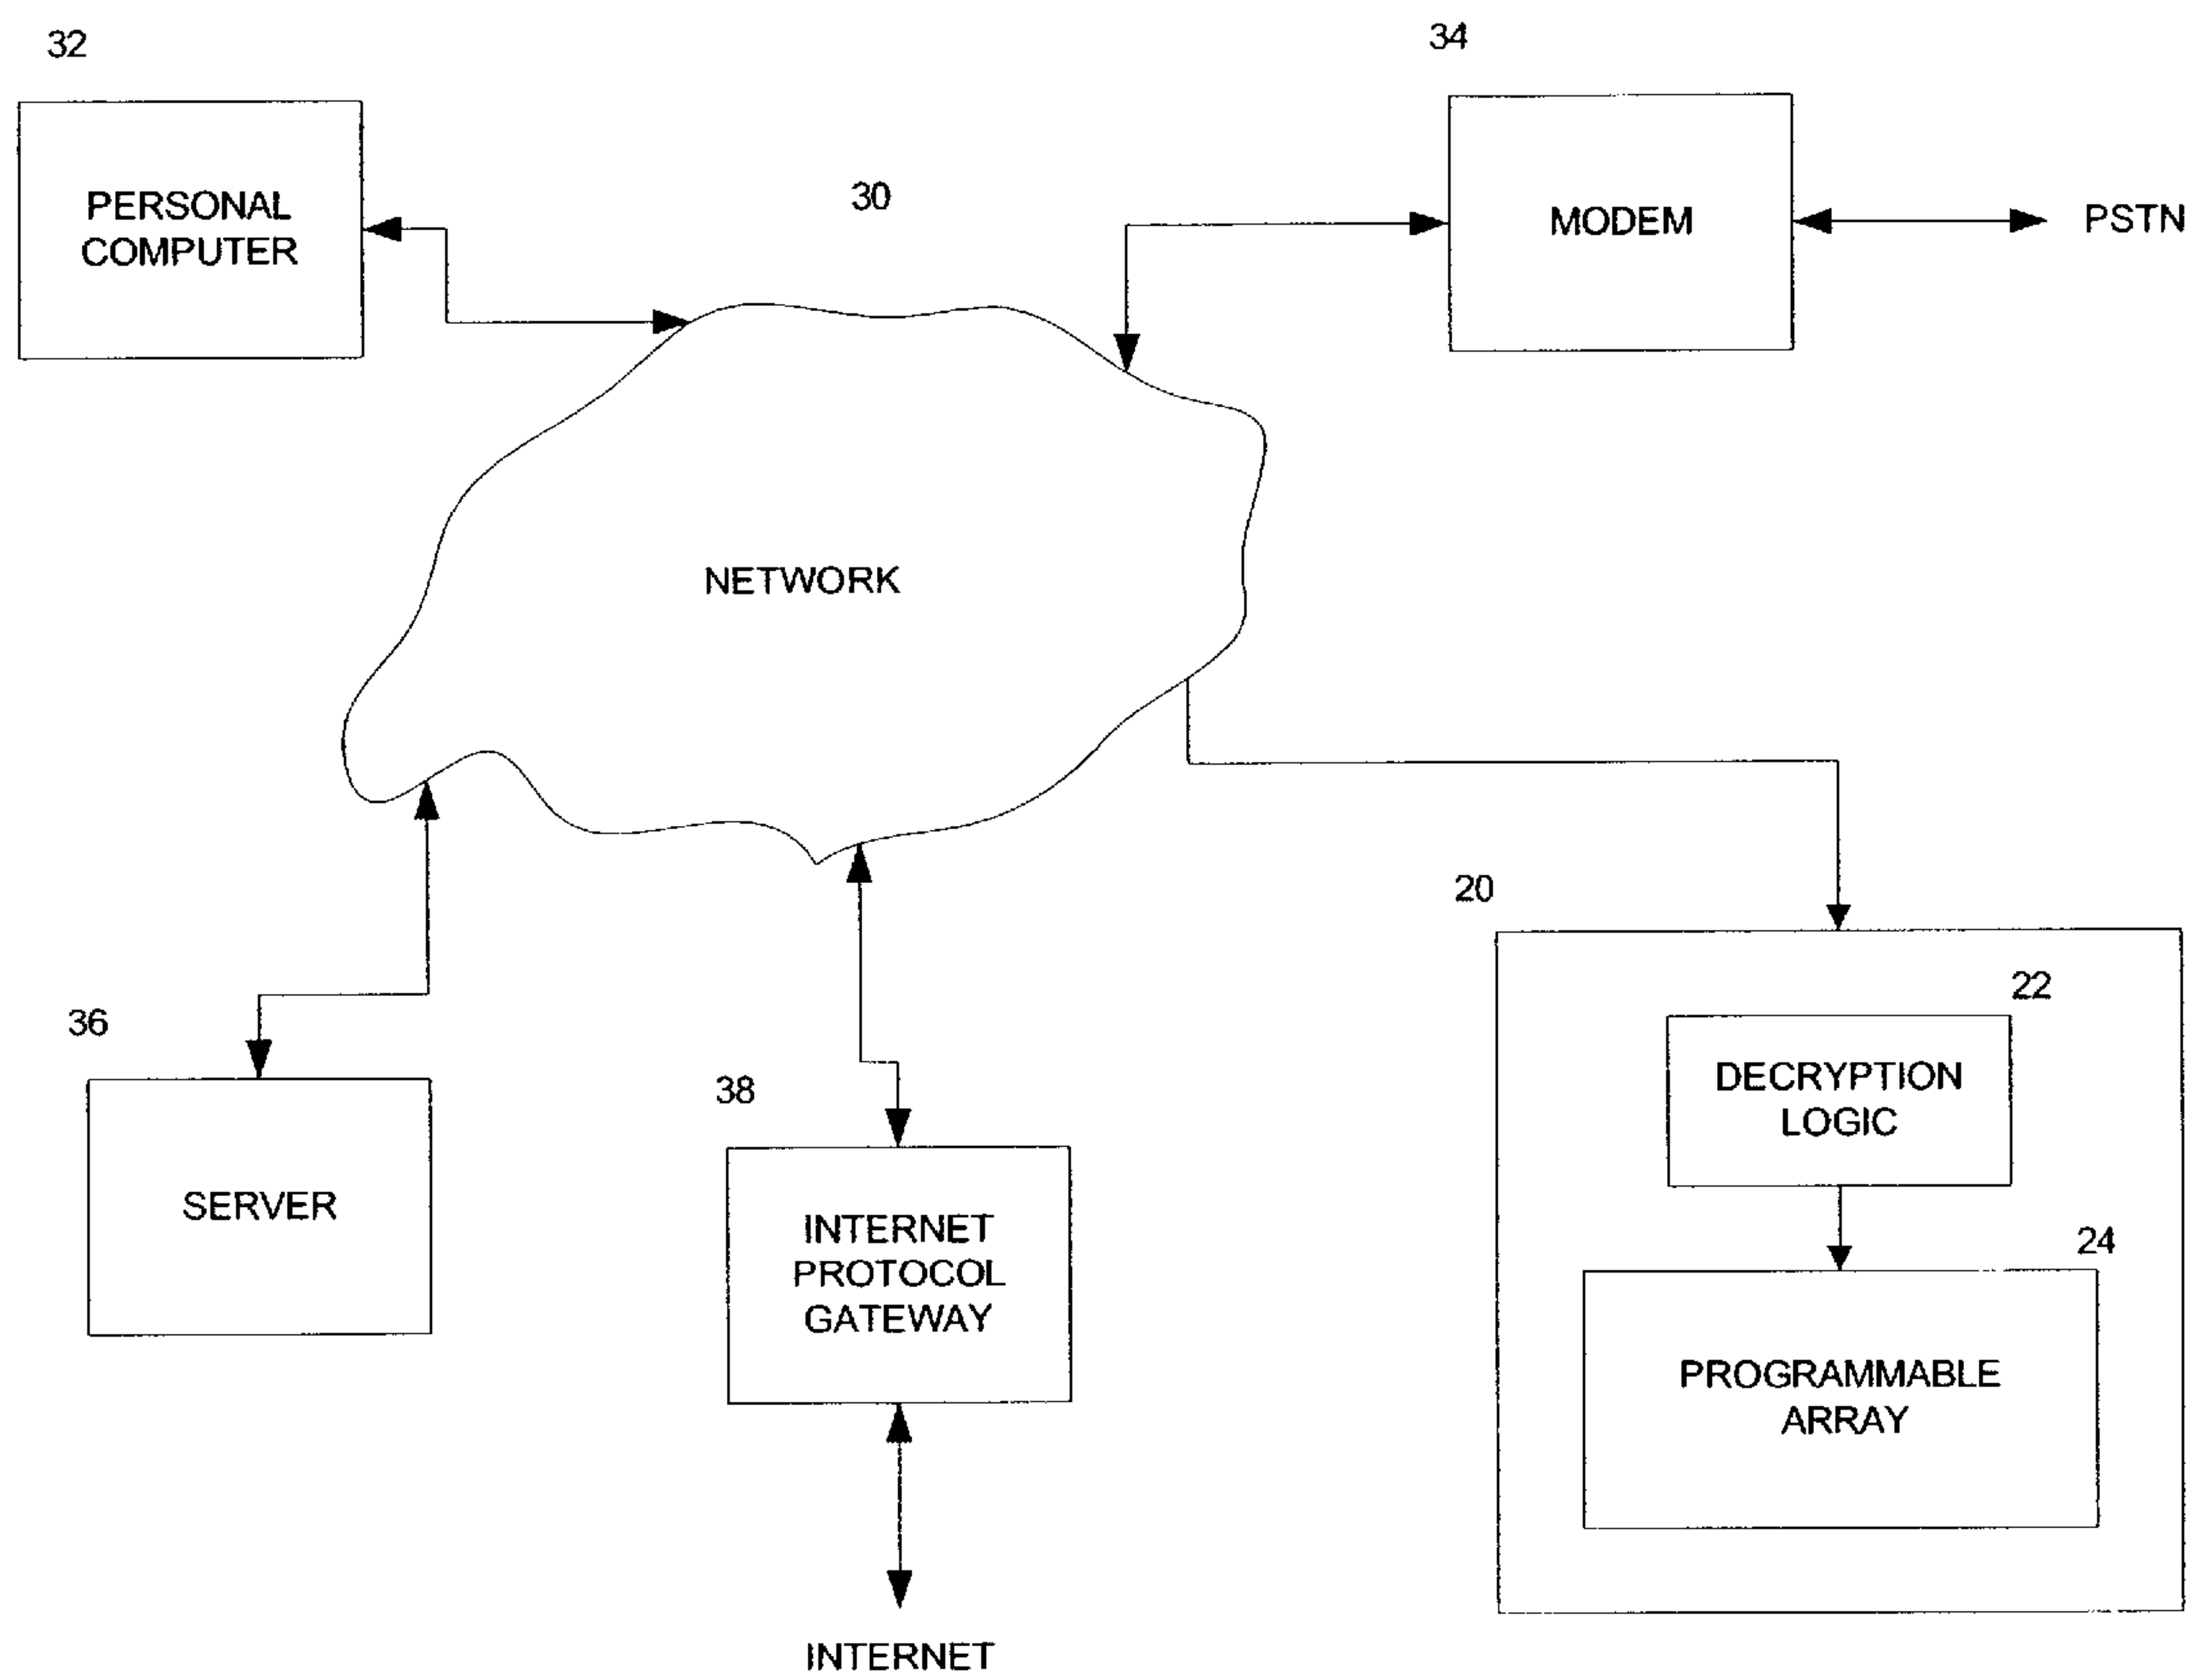 32
34
PERSONAL
COMPUTER
30
MODEM
PSTN
NETWORK
20
22
36
DECRYPTION
LOGIC
38
SERVER
INTERNET
PROTOCOL
GATEWAY
24
PROGRAMMABLE
ARRAY
INTERNET